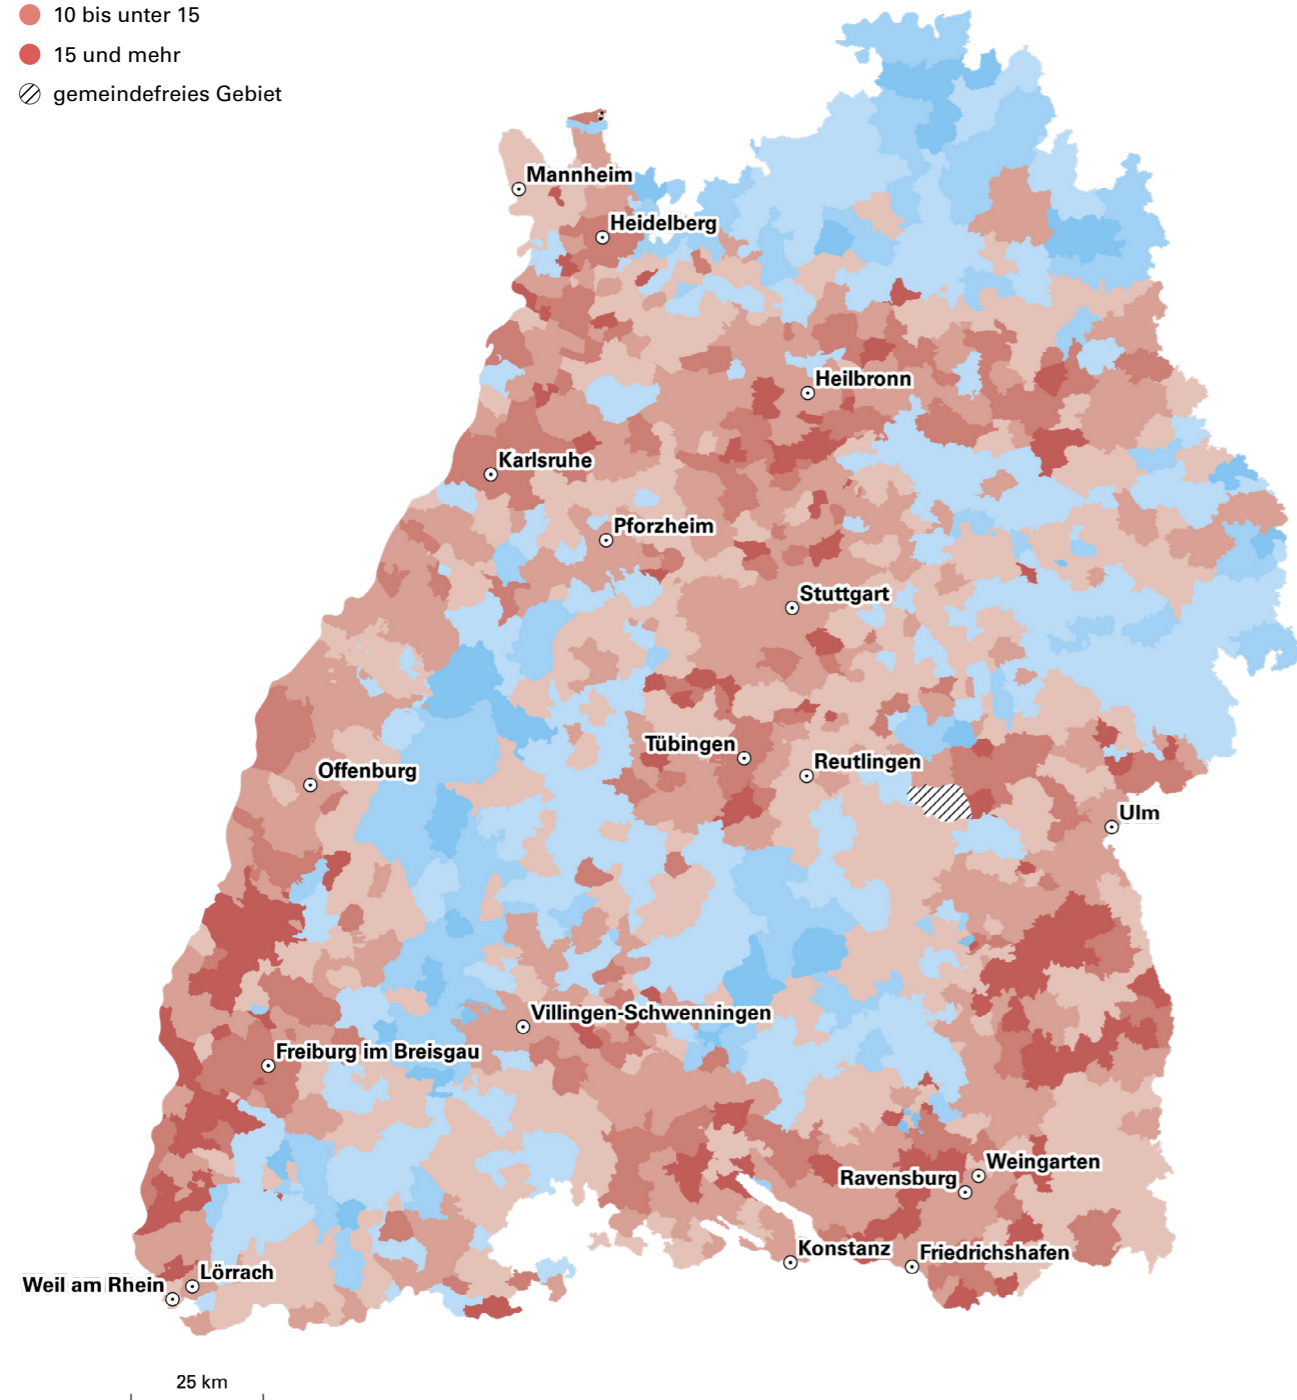 10 bis unter 15
15 und mehr
gemeindefreies Gebiet
Mannheim
Heidelberg
Heilbronn
Karlsruhe
Pforzheim
Stuttgart
Tübingen
Reutlingen
Offenburg
Ulm
Villingen-Schwenningen
Freiburg im Breisgau
Weingarten
Ravensburg
Konstanz
Friedrichshafen
Lörrach
Weil am Rhein
25 km